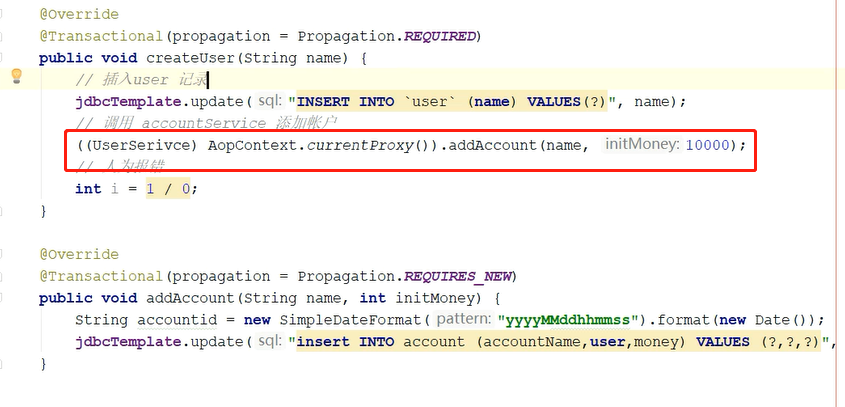 @Override
@Transactional(propagation = Propagation.REQUIRED)
public void createUser(String name) {
// 插入user 记录
jdbcTemplate.update( sql: "INSERT INTO `user` (name) VALUES(?)", name);
// 调用 accountService 添加帐户
((UserSerivce) AopContext.currentProxy()).addAccount(name, initMoney: 10000);
// 人为报错
int i = 1 / 0;
}
@Override
@Transactional(propagation = Propagation.REQUIRES_NEW)
public void addAccount(String name, int initMoney) {
String accountid = new SimpleDateFormat( pattern: "yyyyMMddhhmmss").format(new Date());
jdbcTemplate.update( sql: "insert INTO account (accountName,user,money) VALUES (?,?,?)",
}